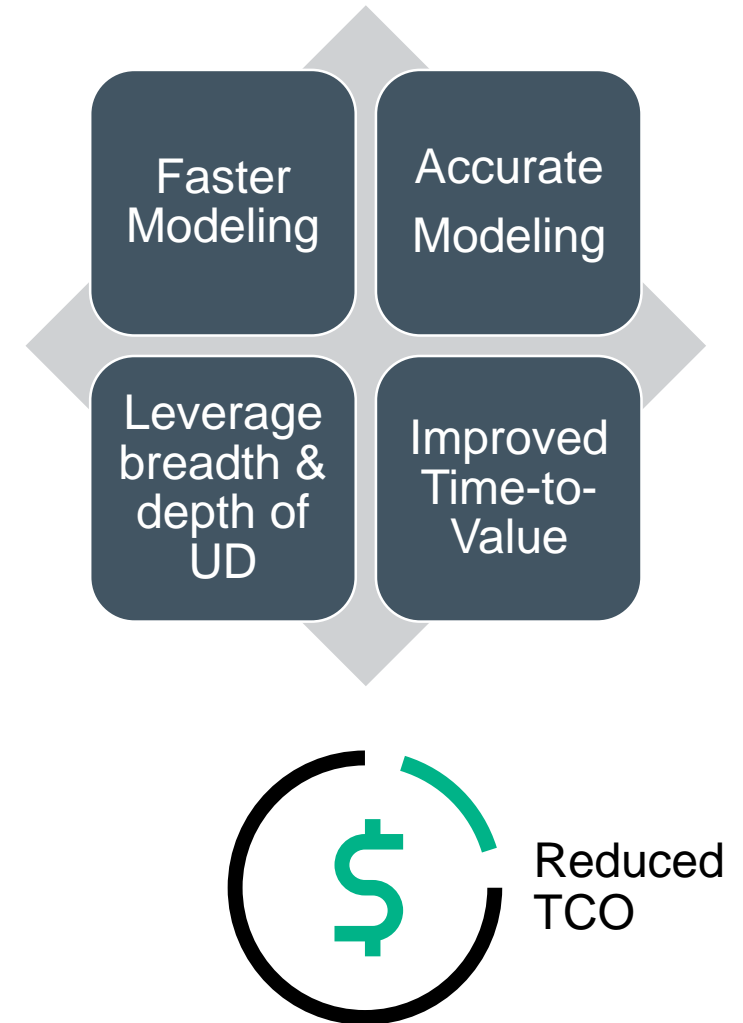 Faster
Modeling
Accurate
Modeling
Leverage
breadth &
depth of
UD
Improved
Time-to-
Value
$
Reduced
TCO